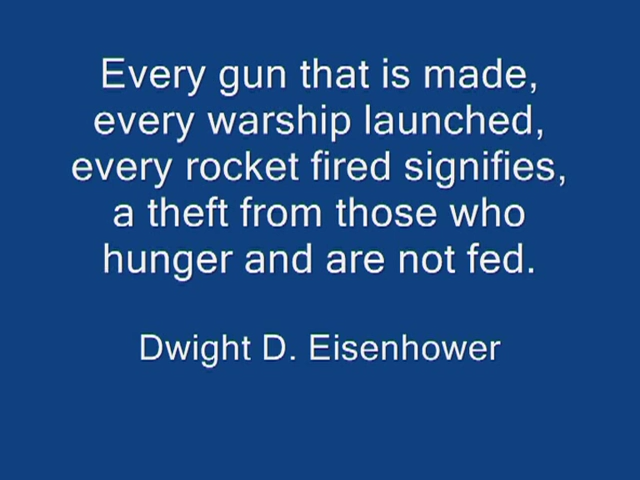 Every gun that is made,
every warship launched,
every rocket fired signifies,
a theft from those who
hunger and are not fed.
Dwight D. Eisenhower